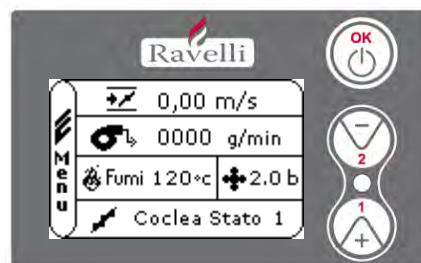 Ravelli
OK
0,00 m/s
0000 g/min
Menu
Fumi 120°c
2.0 b
Coclea Stato 1
−
2
1
+